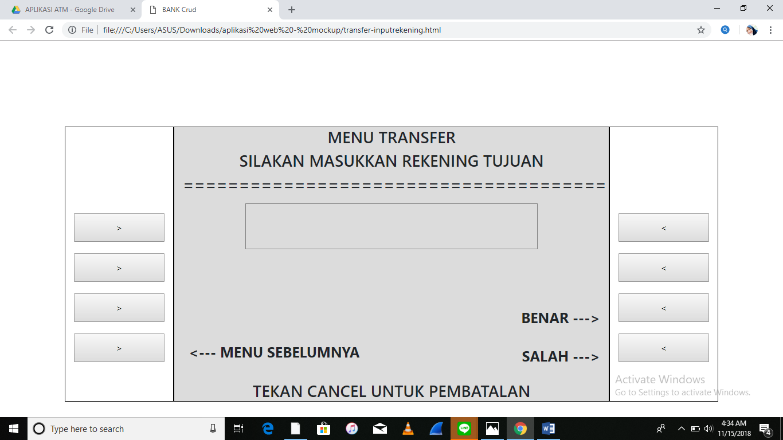 APLIKASI ATM - Google Drive
BANK Crud
File
file:///C:/Users/ASUS/Downloads/aplikasi%20web%20-%20mockup/transfer-inputrekening.html
MENU TRANSFER
SILAKAN MASUKKAN REKENING TUJUAN
======================================
> <
> <
> BENAR --->
<
<--- MENU SEBELUMNYA
SALAH --->
> <
TEKAN CANCEL UNTUK PEMBATALAN
Activate Windows
Go to Settings to activate Windows.
Type here to search
4:34 AM
11/15/2018
4